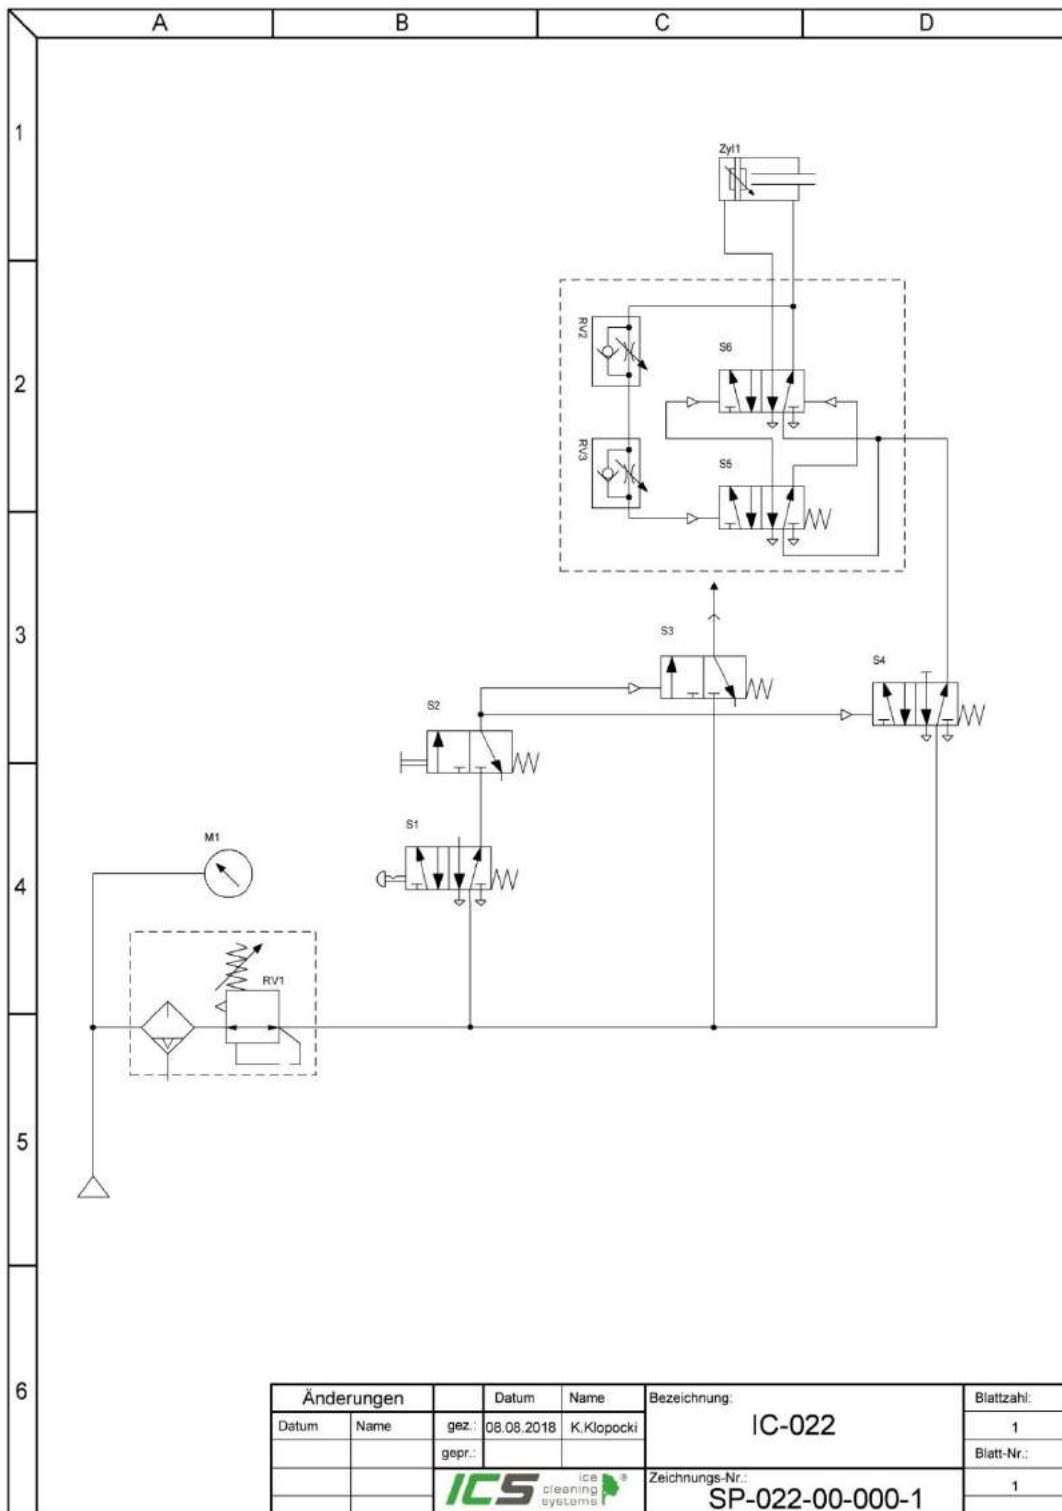 A B C D
1
Zyl1
RV2
S6
2
RV3
S5
3
S3
S4
S2
S1
M1
4
RV1
5
6
Änderungen Datum Name Bezeichnung: Blattzahl:
Datum Name gez.: 08.08.2018 K.Klopocki IC-022 1
gepr.: Blatt-Nr.:
ICS ice cleaning systems ® Zeichnungs-Nr.: 1
SP-022-00-000-1